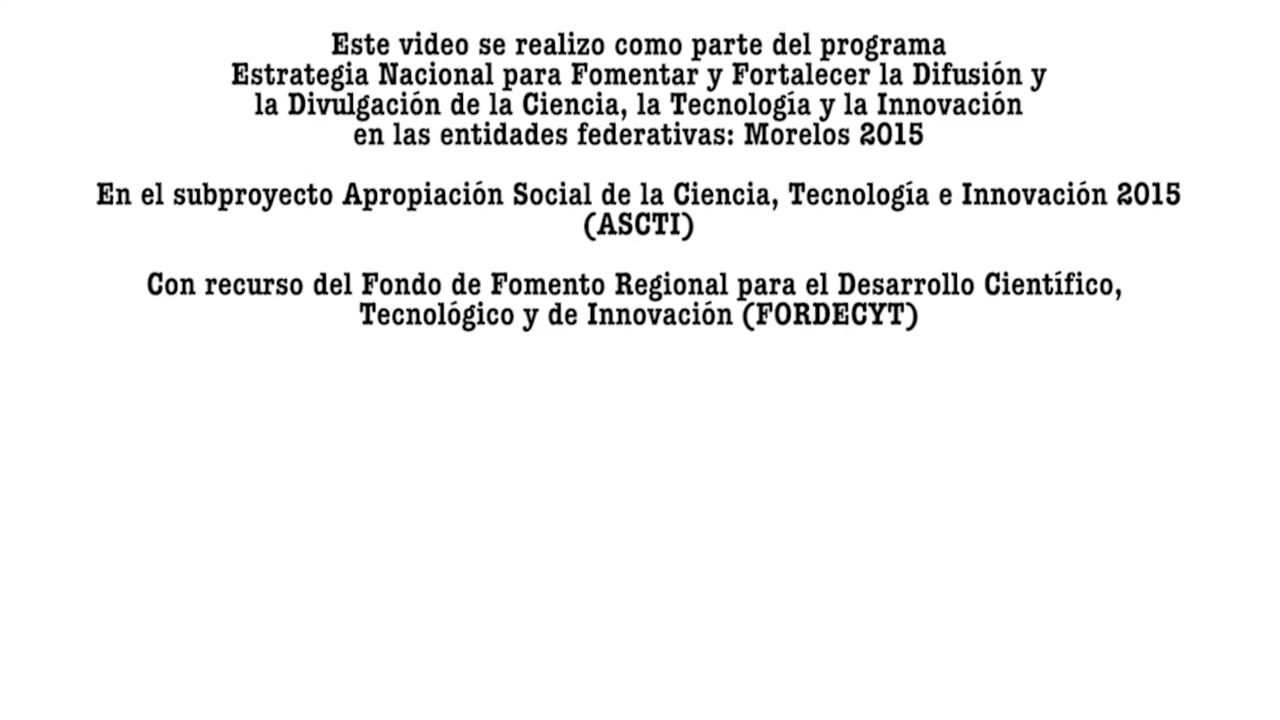 Este video se realizo como parte del programa
Estrategia Nacional para Fomentar y Fortalecer la Difusión y
la Divulgación de la Ciencia, la Tecnología y la Innovación
en las entidades federativas: Morelos 2015
En el subproyecto Apropiación Social de la Ciencia, Tecnología e Innovación 2015
(ASCTI)
Con recurso del Fondo de Fomento Regional para el Desarrollo Científico,
Tecnológico y de Innovación (FORDECYT)